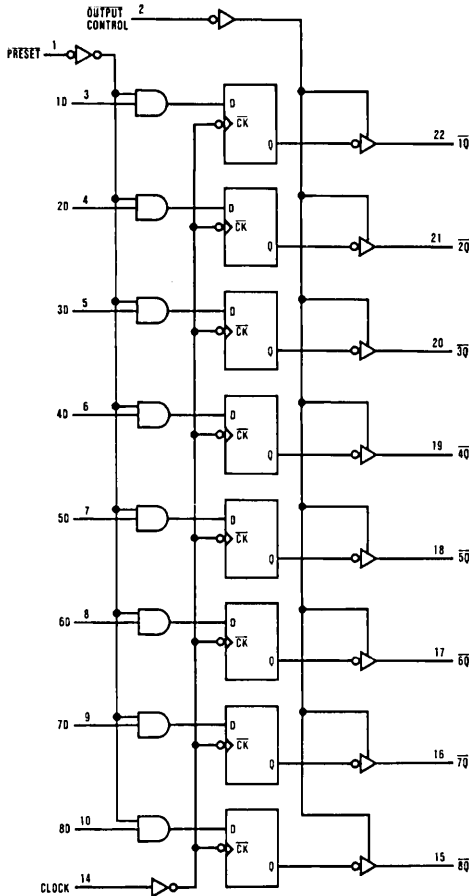 OUTPUT CONTROL 2
PRESET 1
1D 3 D CK Q 22 1Q
2D 4 D CK Q 21 2Q
3D 5 D CK Q 20 3Q
4D 6 D CK Q 19 4Q
5D 7 D CK Q 18 5Q
6D 8 D CK Q 17 6Q
7D 9 D CK Q 16 7Q
8D 10 D CK Q 15 8Q
CLOCK 14